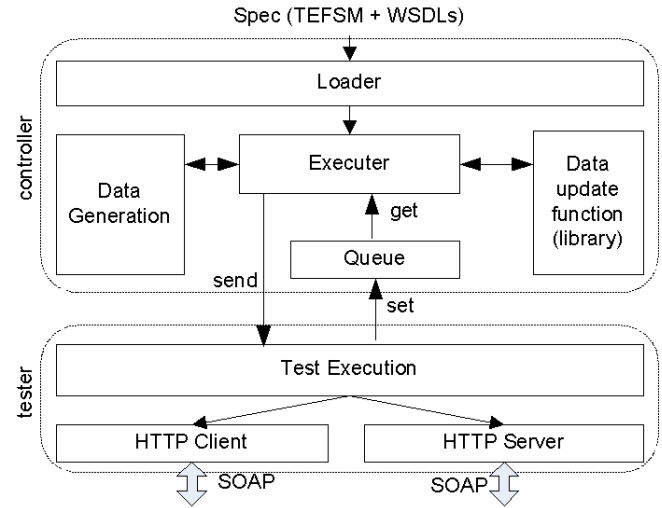 Spec (TEFSM + WSDLs)
controller
Loader
Data
Generation
Executer
Data
update
function
(library)
get
Queue
send
set
tester
Test Execution
HTTP Client
HTTP Server
SOAP
SOAP